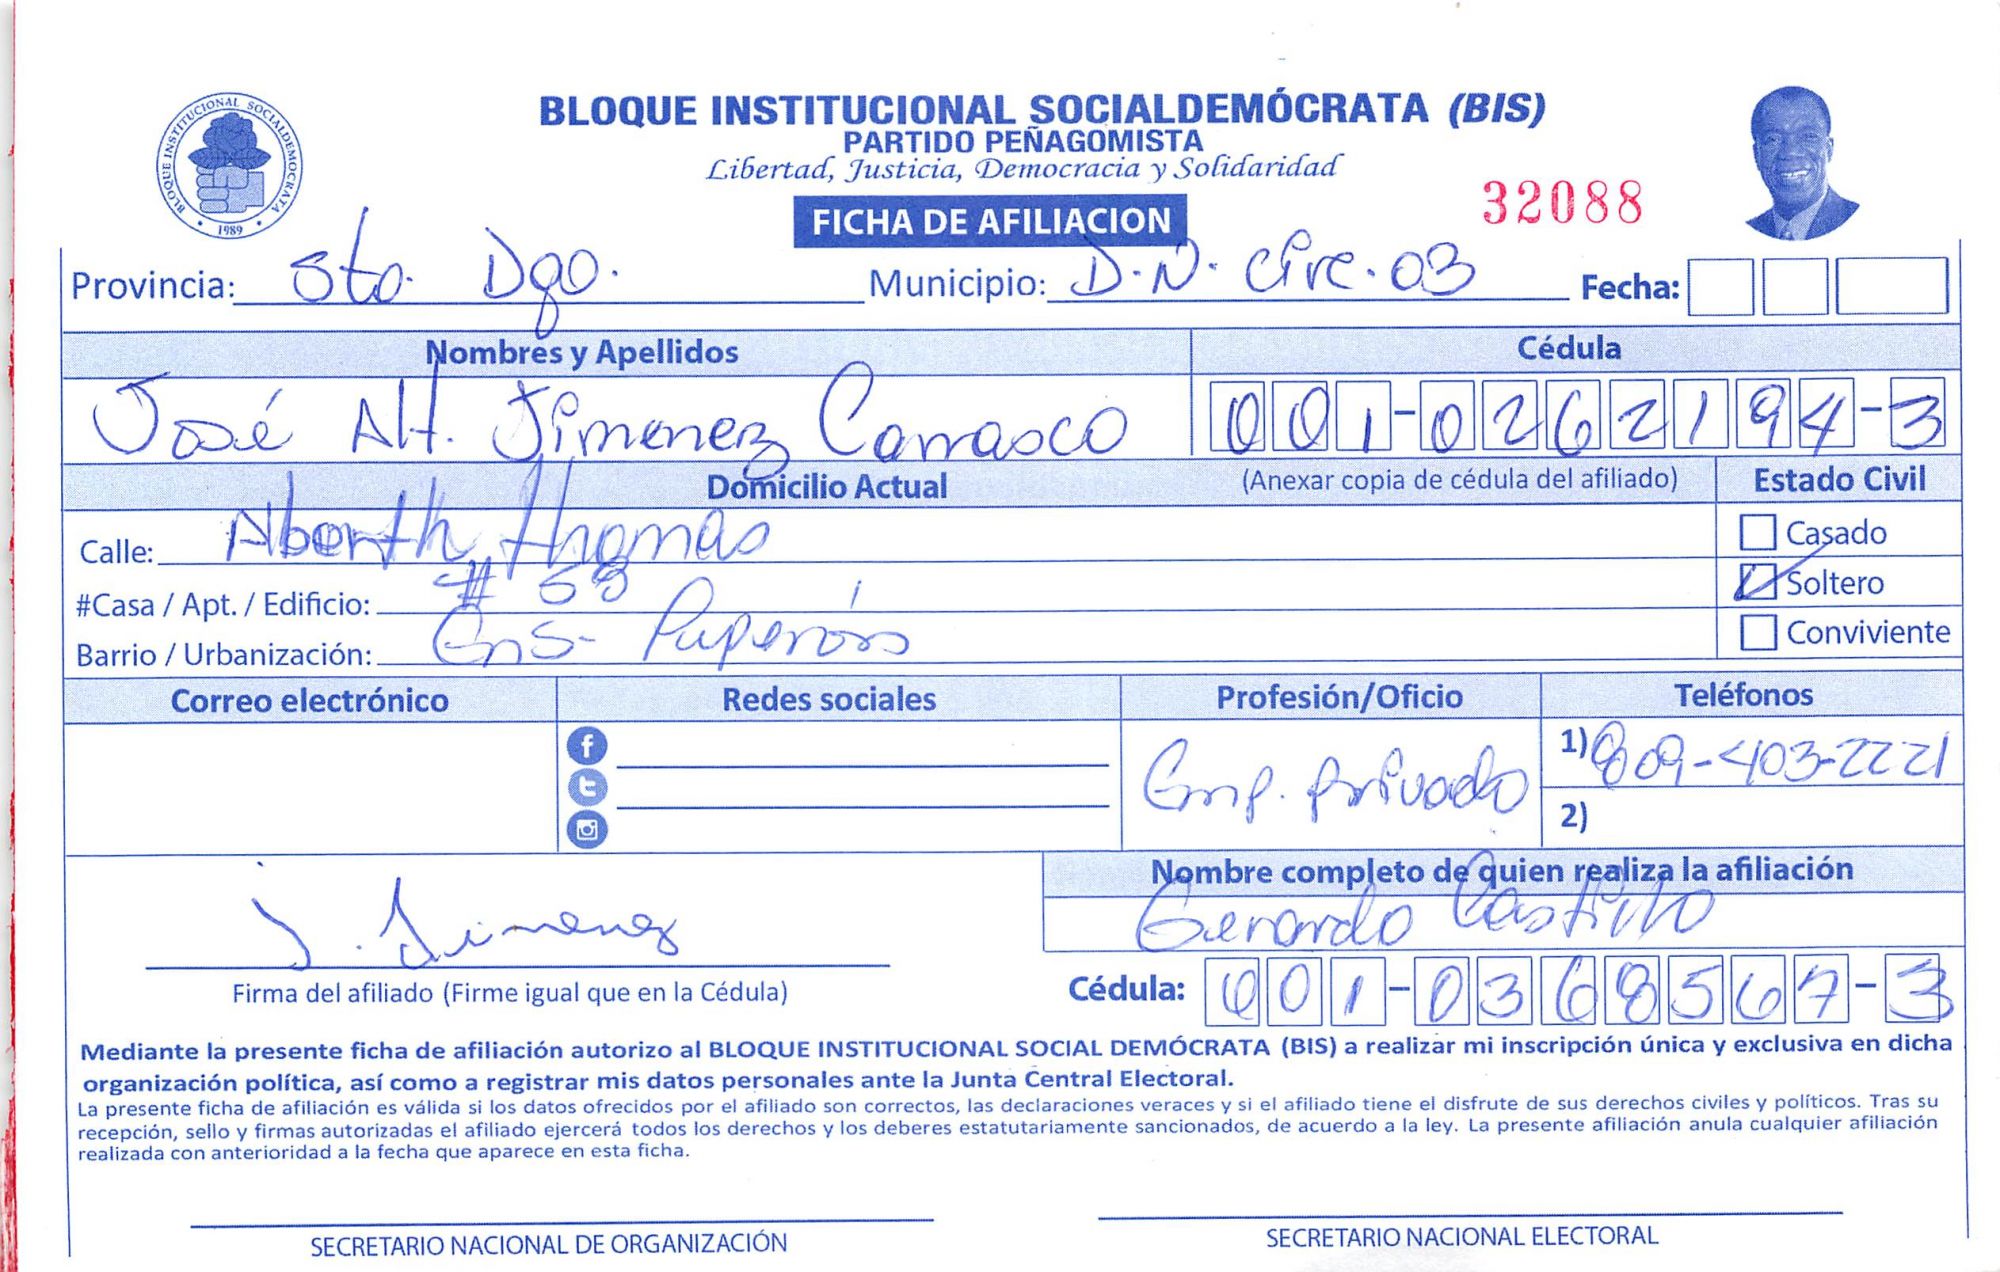 BLOQUE INSTITUCIONAL SOCIALDEMOCRATA
1989
BLOQUE INSTITUCIONAL SOCIALDEMÓCRATA (BIS)
PARTIDO PEÑAGOMISTA
Libertad, Justicia, Democracia y Solidaridad
FICHA DE AFILIACION
32088
Provincia: Sto. Dgo. Municipio: D.N. Circ. 03 Fecha:
Nombres y Apellidos Cédula
José Alt. Jimenez Carrasco 001-0262194-3
Domicilio Actual (Anexar copia de cédula del afiliado) Estado Civil
Calle: Thomas Casado
#Casa / Apt. / Edificio: # 53 Soltero
Barrio / Urbanización: Ens. Conviviente
Correo electrónico Redes sociales Profesión/Oficio Teléfonos
Emp. privado 1) 809-403-2221
2)
Nombre completo de quien realiza la afiliación
J. Jimenez Gerardo Castillo
Firma del afiliado (Firme igual que en la Cédula) Cédula: 001-0368567-3
Mediante la presente ficha de afiliación autorizo al BLOQUE INSTITUCIONAL SOCIAL DEMÓCRATA (BIS) a realizar mi inscripción única y exclusiva en dicha
organización política, así como a registrar mis datos personales ante la Junta Central Electoral.
La presente ficha de afiliación es válida si los datos ofrecidos por el afiliado son correctos, las declaraciones veraces y si el afiliado tiene el disfrute de sus derechos civiles y políticos. Tras su
recepción, sello y firmas autorizadas el afiliado ejercerá todos los derechos y los deberes estatutariamente sancionados, de acuerdo a la ley. La presente afiliación anula cualquier afiliación
realizada con anterioridad a la fecha que aparece en esta ficha.
SECRETARIO NACIONAL DE ORGANIZACIÓN SECRETARIO NACIONAL ELECTORAL